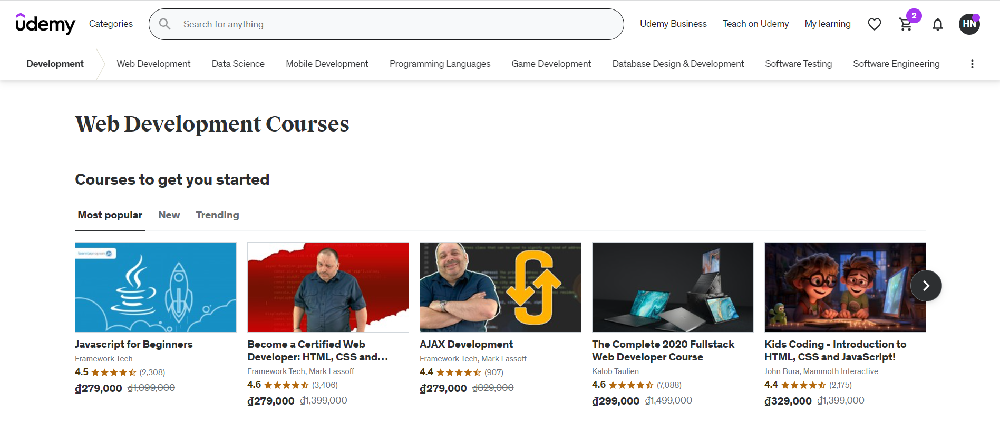 udemy
Categories
Search for anything
Udemy Business
Teach on Udemy
My learning
2
HN
Development
Web Development
Data Science
Mobile Development
Programming Languages
Game Development
Database Design & Development
Software Testing
Software Engineering
Web Development Courses
Courses to get you started
Most popular
New
Trending
learntoprogram
Javascript for Beginners
Framework Tech
4.5 (2,308)
₫279,000 ₫1,099,000
Become a Certified Web
Developer: HTML, CSS and...
Framework Tech, Mark Lassoff
4.6 (3,406)
₫279,000 ₫1,399,000
AJAX Development
Framework Tech, Mark Lassoff
4.4 (907)
₫279,000 ₫829,000
The Complete 2020 Fullstack
Web Developer Course
Kalob Taulien
4.6 (7,088)
₫299,000 ₫1,499,000
Kids Coding - Introduction to
HTML, CSS and JavaScript!
John Bura, Mammoth Interactive
4.4 (2,175)
₫329,000 ₫1,399,000